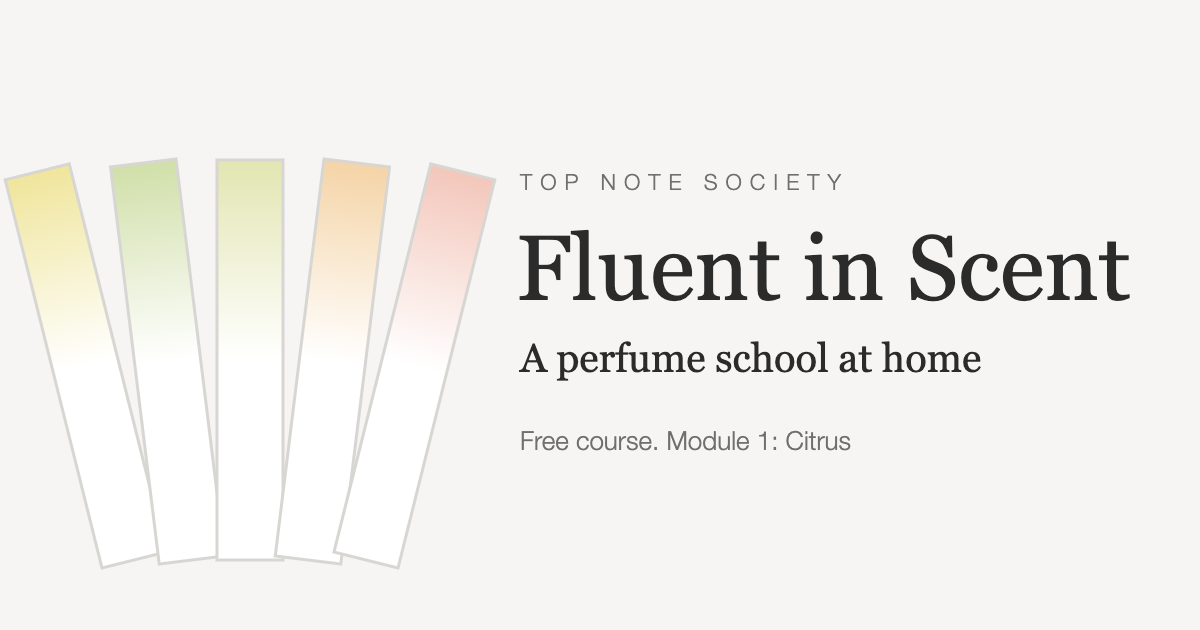 TOP NOTE SOCIETY
Fluent in Scent
A perfume school at home
Free course. Module 1: Citrus